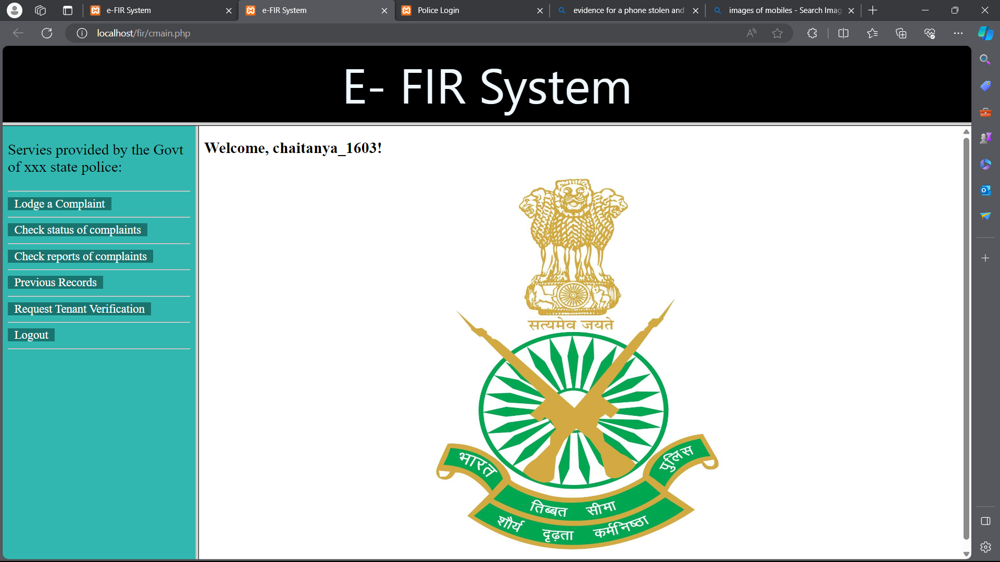 e-FIR System
e-FIR System
Police Login
evidence for a phone stolen and
images of mobiles - Search Imag
localhost/fir/cmain.php
E- FIR System
Servies provided by the Govt
of xxx state police:
Lodge a Complaint
Check status of complaints
Check reports of complaints
Previous Records
Request Tenant Verification
Logout
Welcome, chaitanya_1603!
सत्यमेव जयते
भारत
तिब्बत सीमा
पुलिस
शौर्य दृढ़ता कर्मनिष्ठा